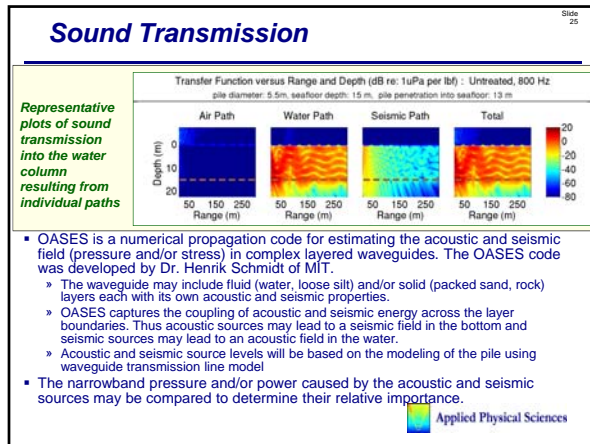 Slide
25
Sound Transmission
Representative
plots of sound
transmission
into the water
column
resulting from
individual paths
Transfer Function versus Range and Depth (dB re: 1uPa per lbf) : Untreated, 800 Hz
pile diameter: 5.5m, seafloor depth: 15 m, pile penetration into seafloor: 13 m
Air Path Water Path Seismic Path Total
Depth (m)
0
10
20
50 150 250 50 150 250 50 150 250 50 150 250
Range (m) Range (m) Range (m) Range (m)
20
0
-20
-40
-60
-80
▪ OASES is a numerical propagation code for estimating the acoustic and seismic
field (pressure and/or stress) in complex layered waveguides. The OASES code
was developed by Dr. Henrik Schmidt of MIT.
» The waveguide may include fluid (water, loose silt) and/or solid (packed sand, rock)
layers each with its own acoustic and seismic properties.
» OASES captures the coupling of acoustic and seismic energy across the layer
boundaries. Thus acoustic sources may lead to a seismic field in the bottom and
seismic sources may lead to an acoustic field in the water.
» Acoustic and seismic source levels will be based on the modeling of the pile using
waveguide transmission line model
▪ The narrowband pressure and/or power caused by the acoustic and seismic
sources may be compared to determine their relative importance.
Applied Physical Sciences